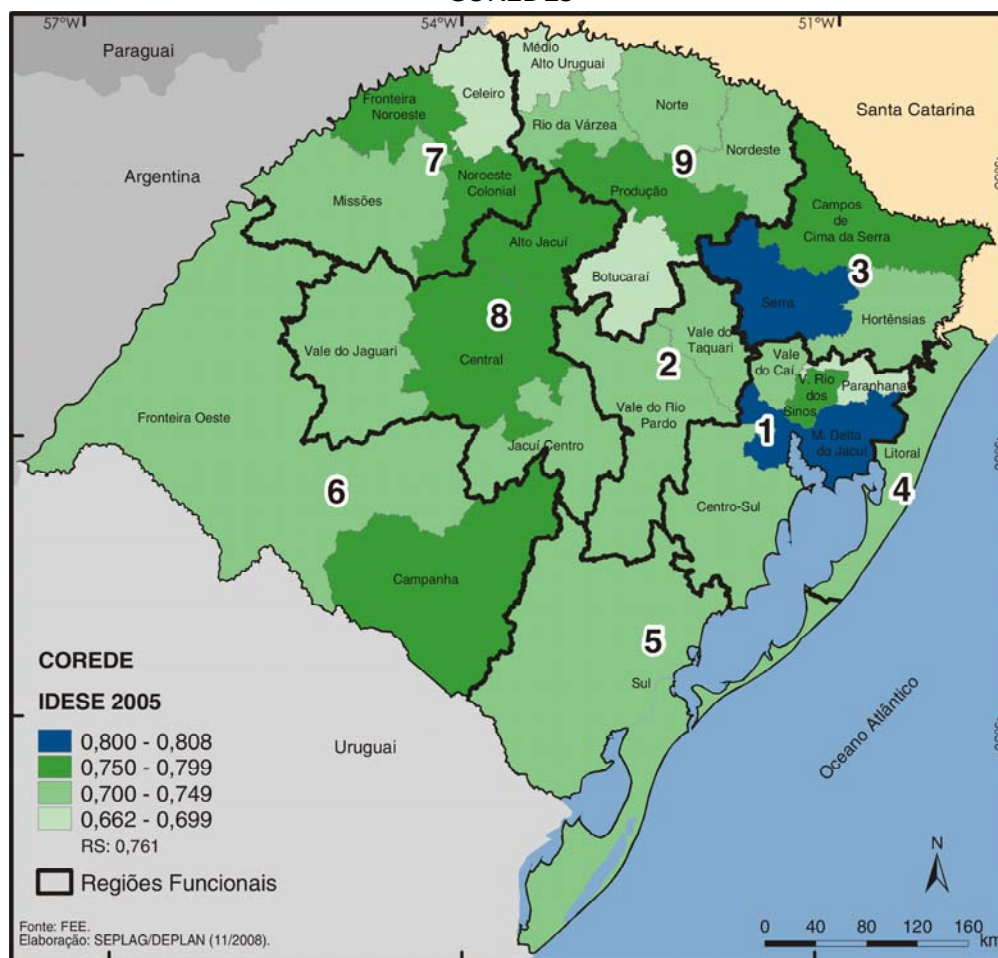 COREDES
57°W
54°W
51°W
Paraguai
Argentina
Santa Catarina
Médio
Alto Uruguai
Celeiro
Fronteira
Noroeste
Norte
Rio da Várzea
Nordeste
7
9
Noroeste
Colonial
Produção
Missões
Campos
de
Cima da Serra
Alto Jacuí
Botucaraí
3
Serra
8
Hortênsias
Vale do
Taquari
Vale do Jaguari
2
Central
Vale
do Caí
V. Rio
dos
Sinos
Paranhana
Fronteira Oeste
Vale do Rio
Pardo
1
M. Delta
do Jacuí
Jacuí Centro
Litoral
4
6
Centro-Sul
Campanha
5
Sul
Uruguai
Oceano Atlântico
COREDE
IDESE 2005
0,800 - 0,808
0,750 - 0,799
0,700 - 0,749
0,662 - 0,699
RS: 0,761
Regiões Funcionais
Fonte: FEE.
Elaboração: SEPLAG/DEPLAN (11/2008).
N
0 40 80 120 160
km